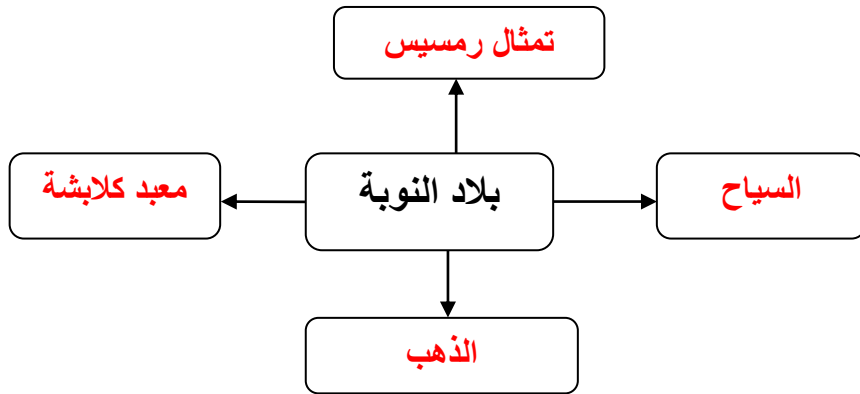 تمثال رمسيس
السياح
بلاد النوبة
معبد كلابشة
الذهب